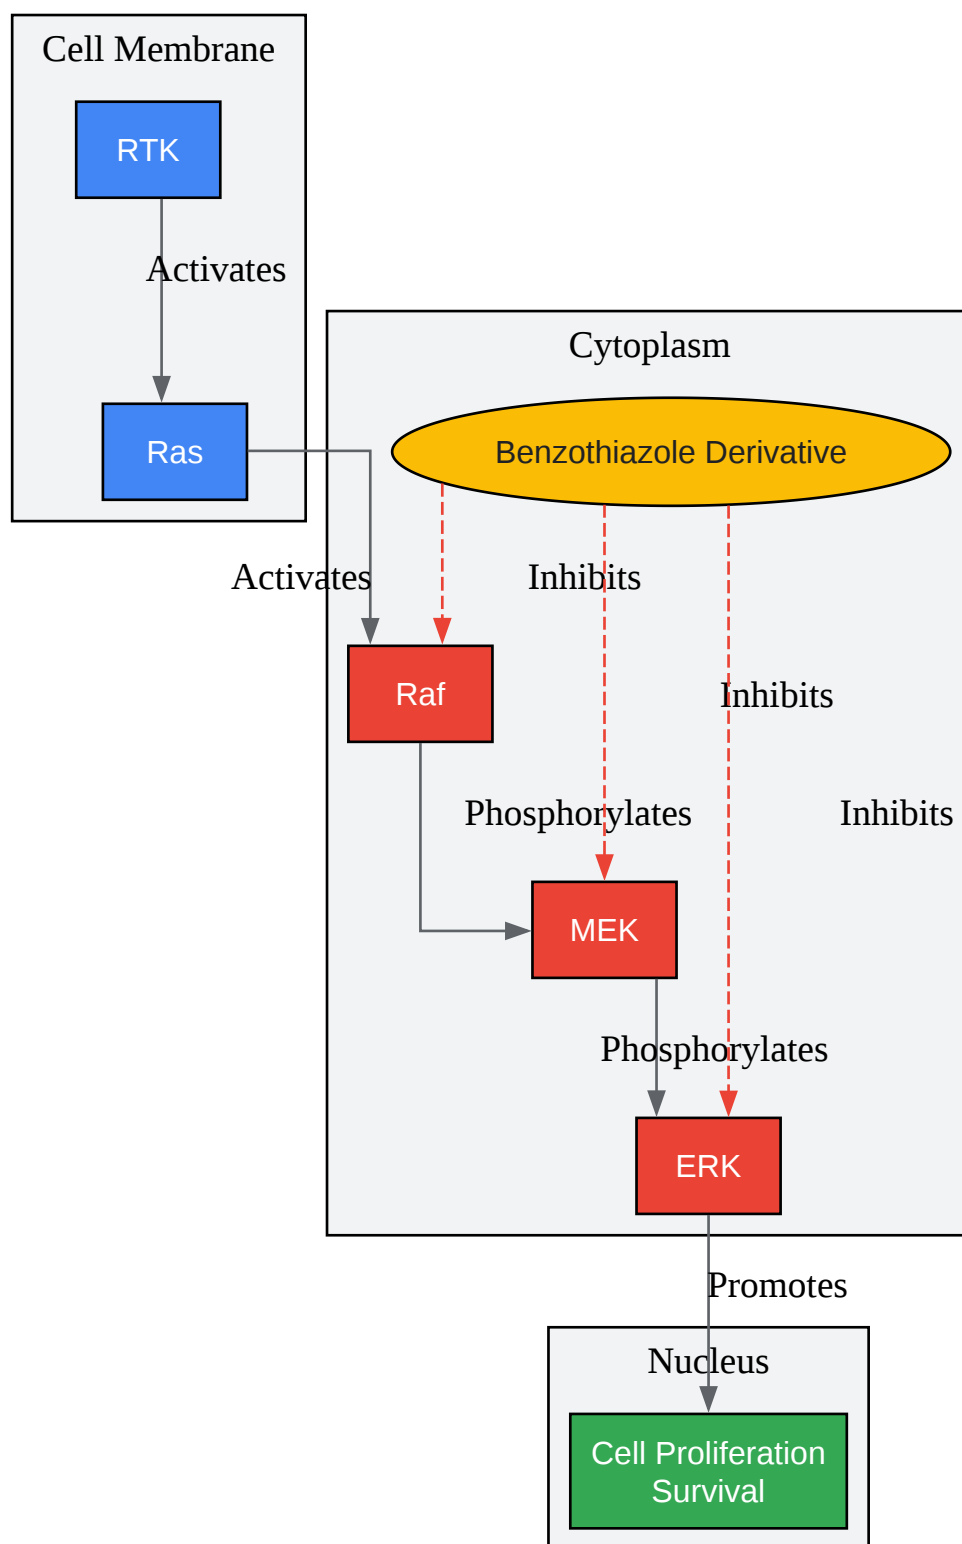 Cell Membrane
RTK
Activates
Cytoplasm
Ras
Benzothiazole Derivative
Activates
Inhibits
Raf
Inhibits
Phosphorylates
Inhibits
MEK
Phosphorylates
ERK
Promotes
Nucleus
Cell Proliferation
Survival